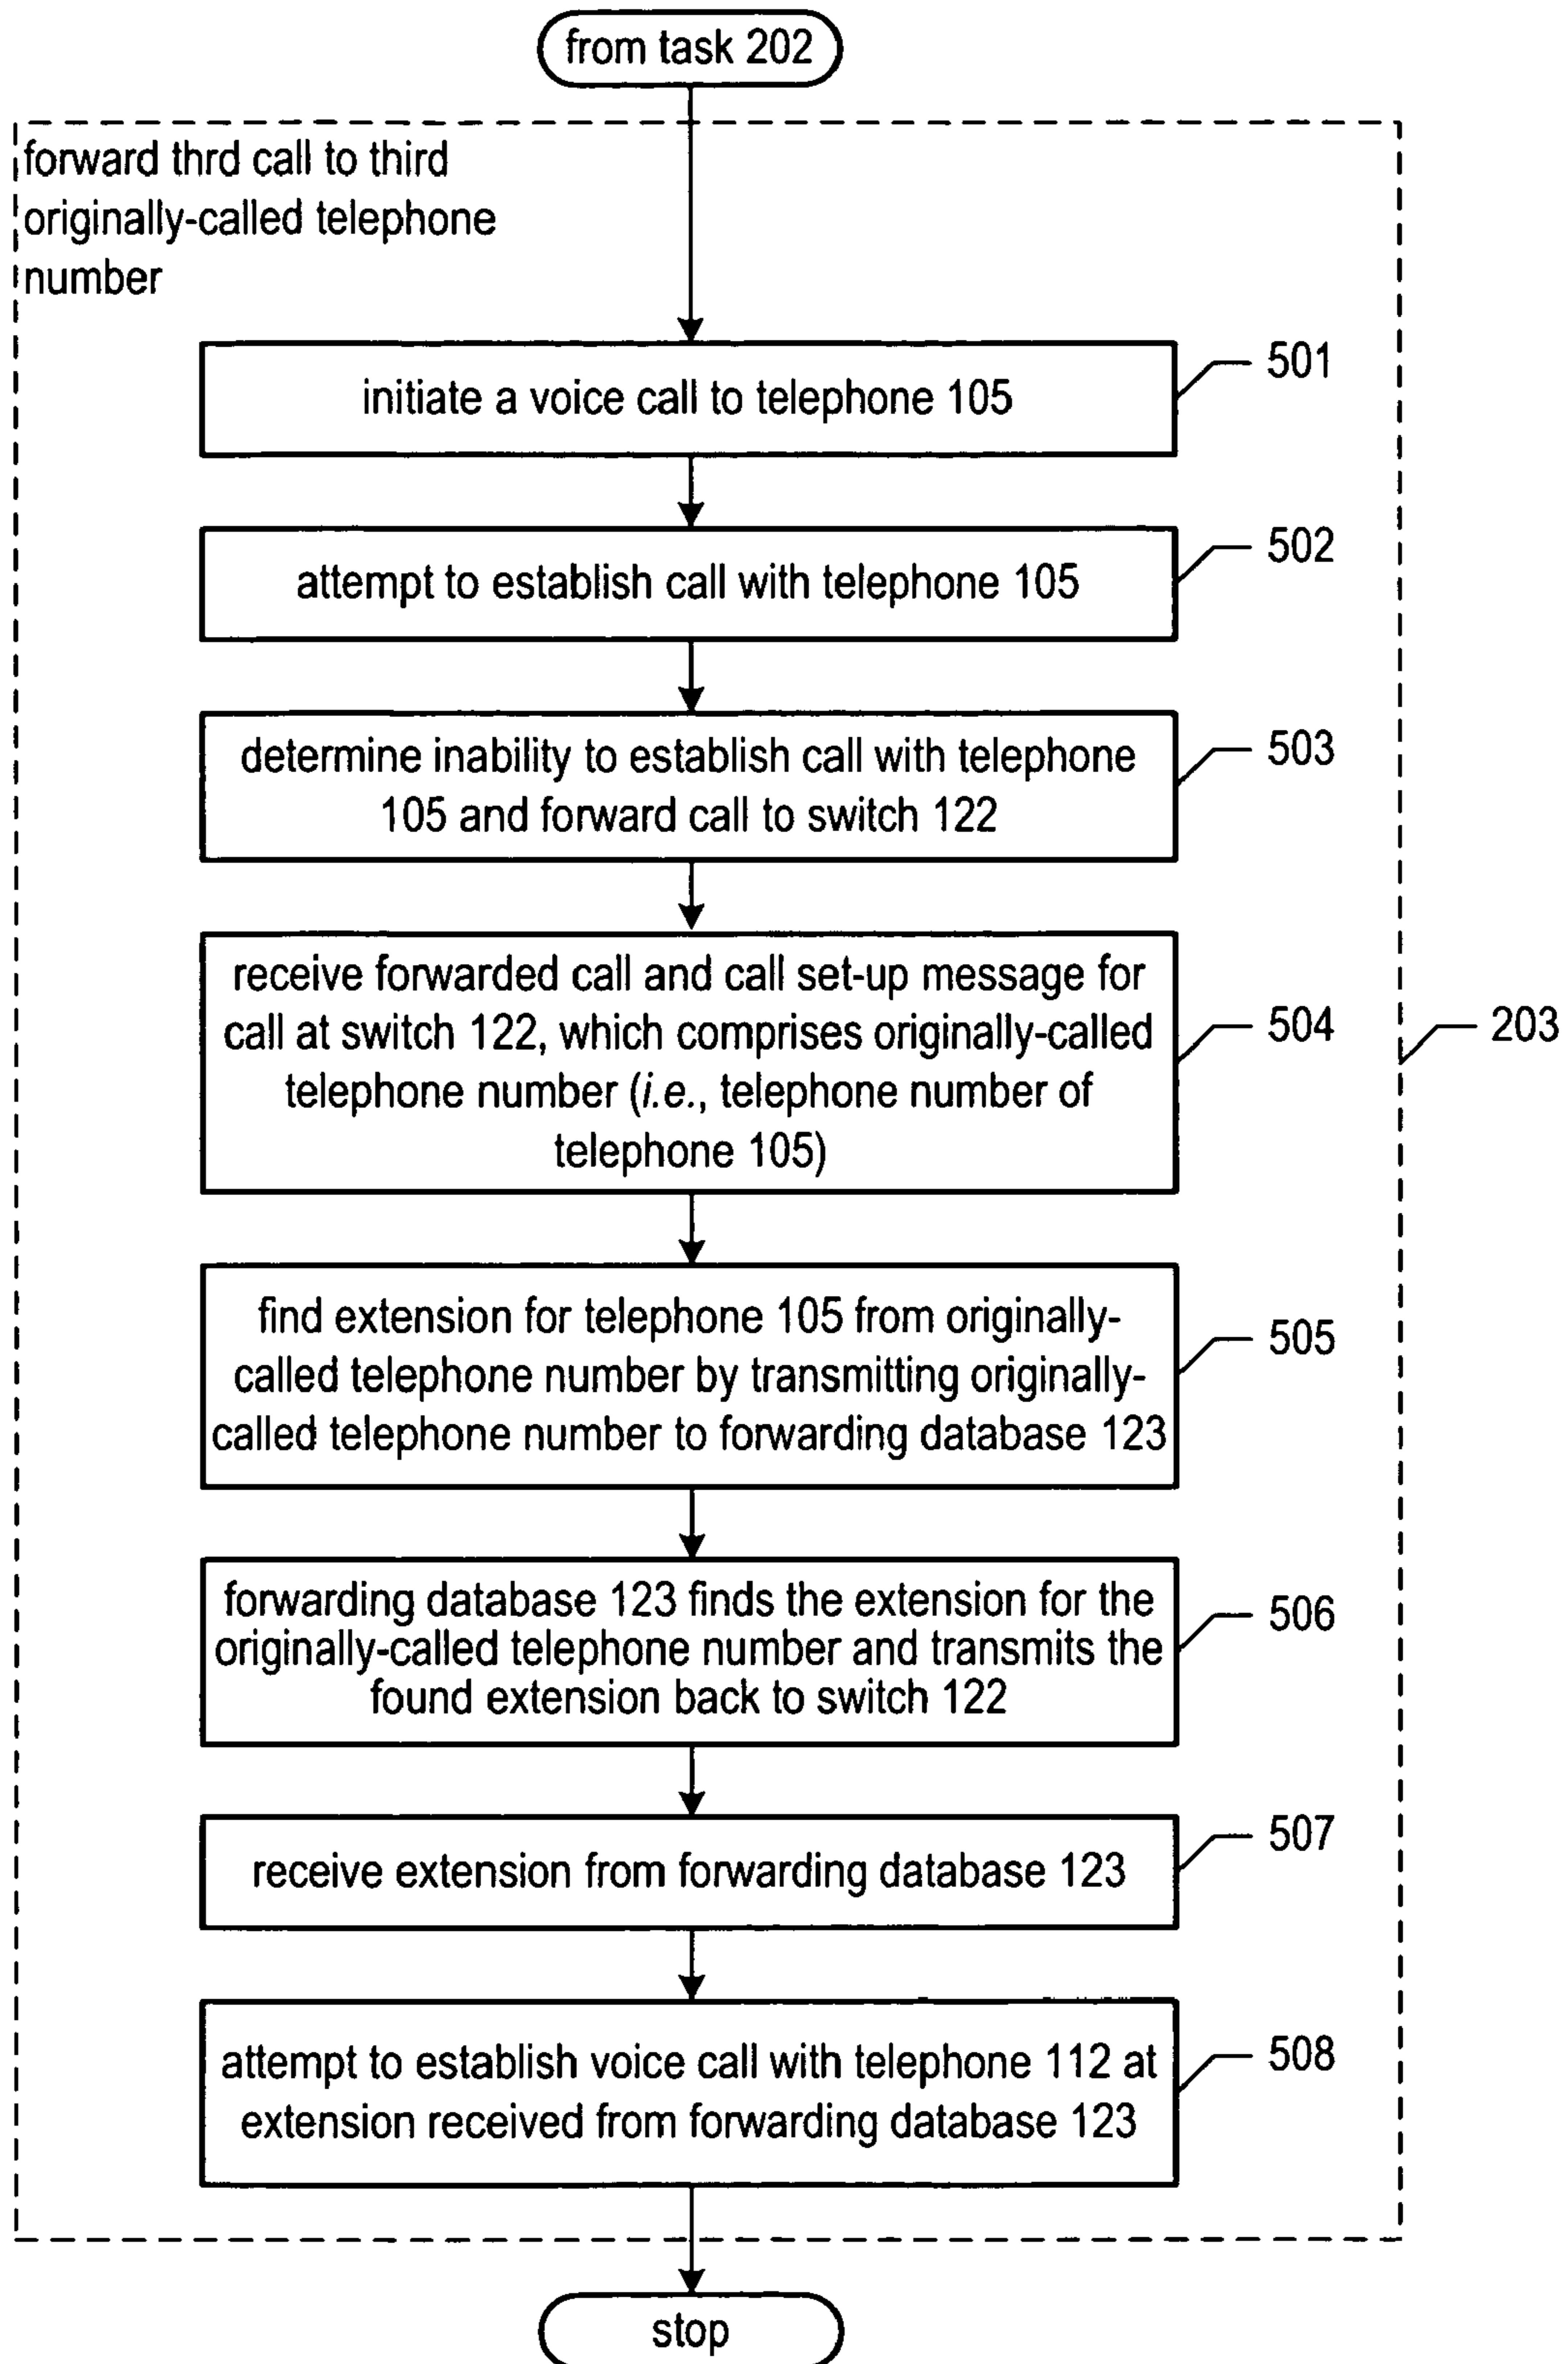 from task 202
forward thrd call to third
originally-called telephone
number
initiate a voice call to telephone 105
501
attempt to establish call with telephone 105
502
determine inability to establish call with telephone
105 and forward call to switch 122
503
receive forwarded call and call set-up message for
call at switch 122, which comprises originally-called
telephone number (i.e., telephone number of
telephone 105)
504
203
find extension for telephone 105 from originally-
called telephone number by transmitting originally-
called telephone number to forwarding database 123
505
forwarding database 123 finds the extension for the
originally-called telephone number and transmits the
found extension back to switch 122
506
receive extension from forwarding database 123
507
attempt to establish voice call with telephone 112 at
extension received from forwarding database 123
508
stop